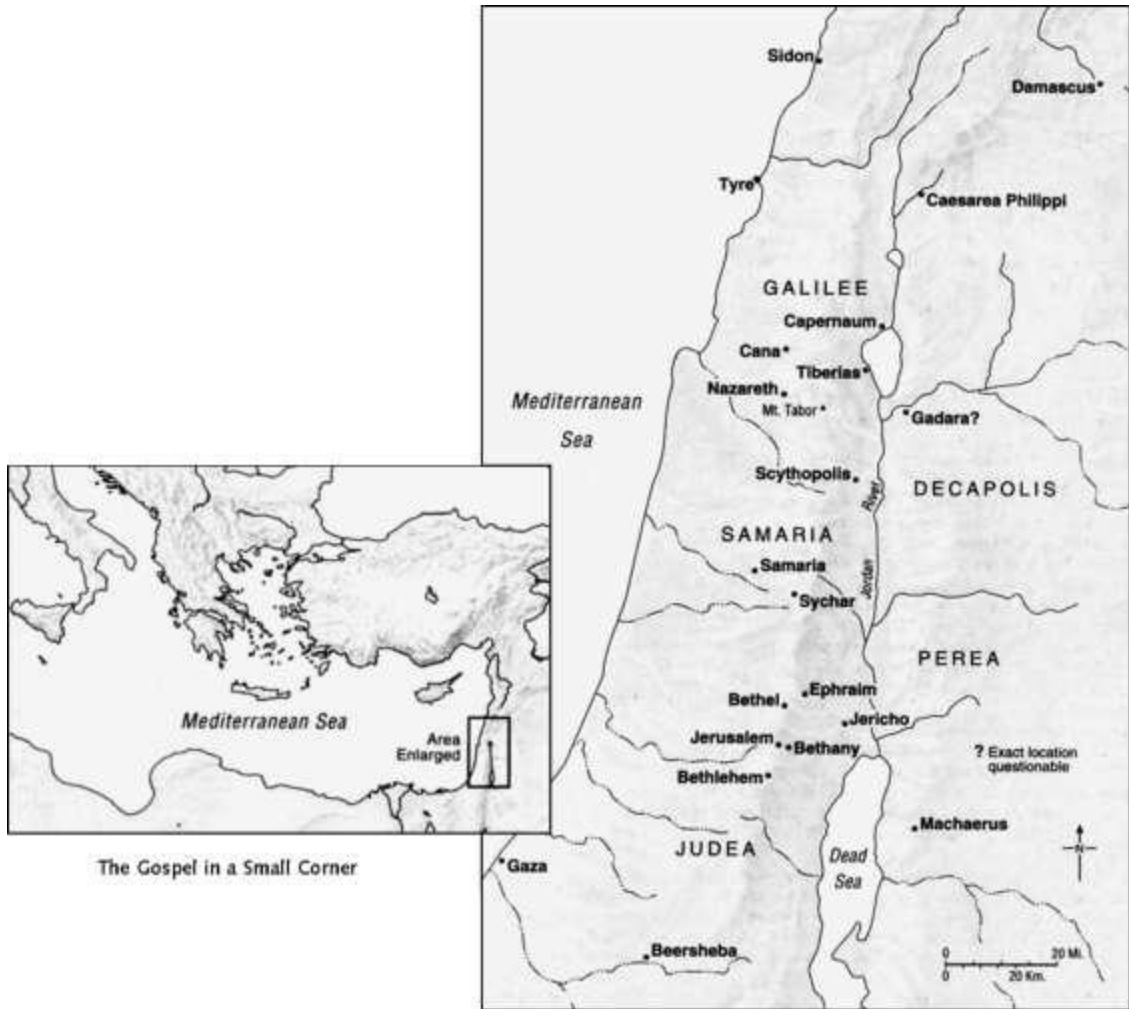 Sidon
Damascus
Tyre
Caesarea Philippi
GALILEE
Capernaum
Cana
Tiberias
Nazareth
Mt. Tabor
Gadara?
Mediterranean
Sea
Scythopolis
DECAPOLIS
River
Jordan
SAMARIA
Samaria
Sychar
PEREA
Ephraim
Bethel
Jericho
Jerusalem
Bethany
Bethlehem
? Exact location
questionable
Machaerus
N
JUDEA
Dead
Sea
Gaza
Beersheba
0 20 Mi.
0 20 Km.
Mediterranean Sea
Area
Enlarged
The Gospel in a Small Corner